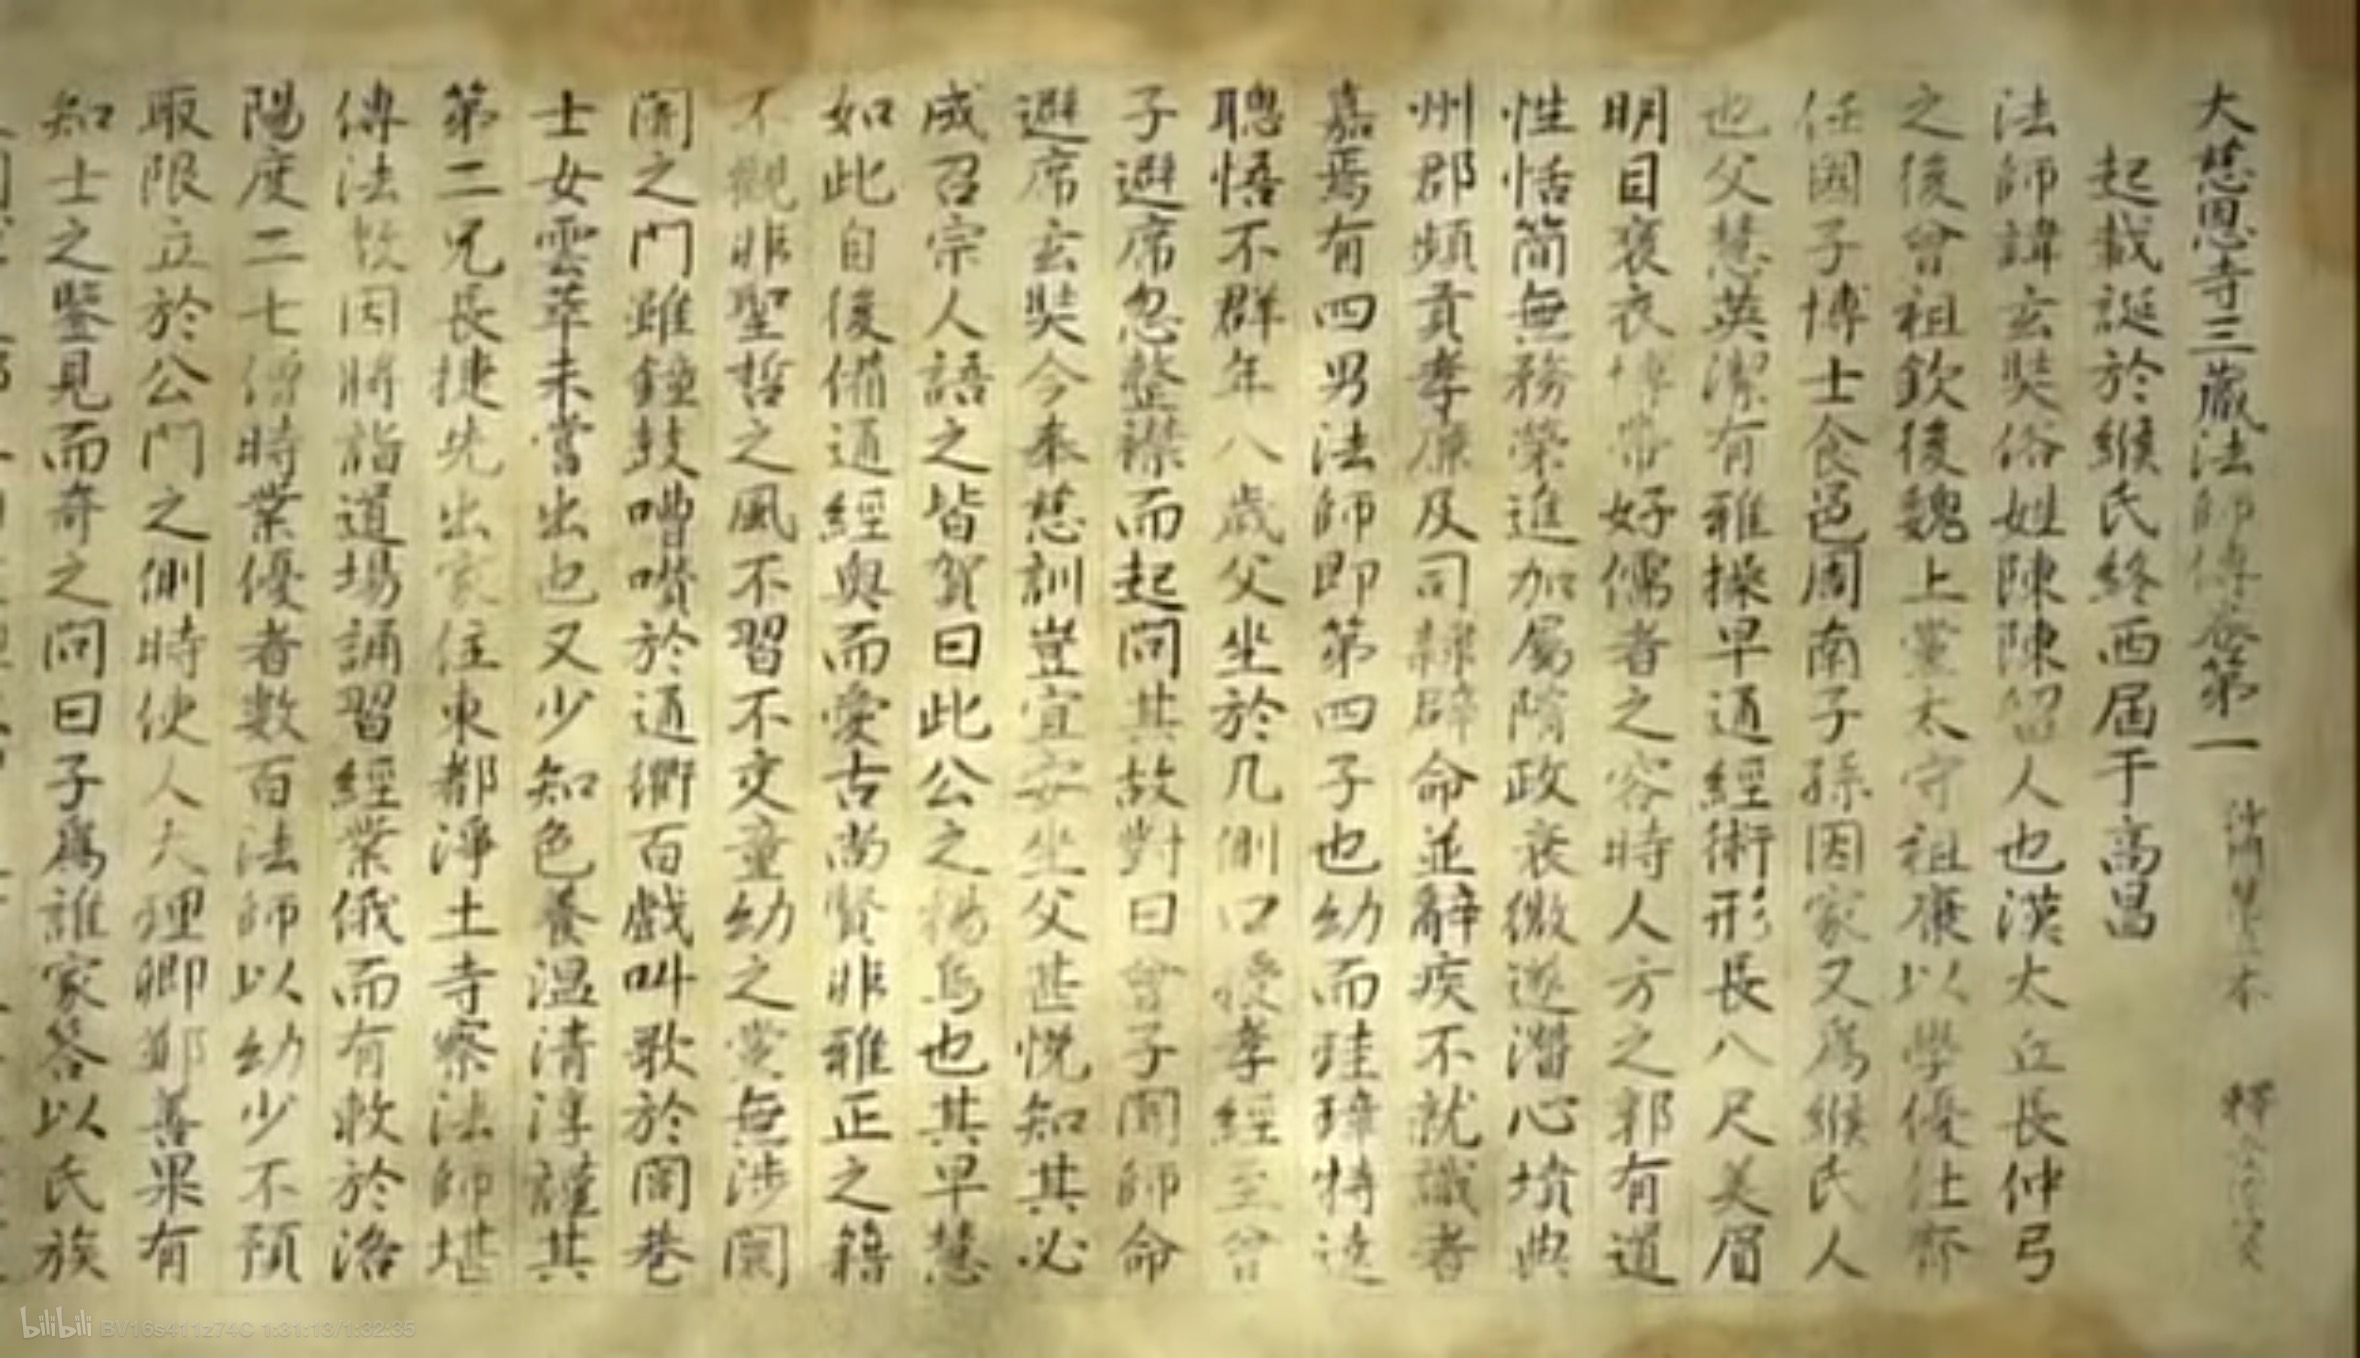 大慈恩寺三藏法師傳卷第一 沙門慧立本 釋
起載誕於緱氏終西屆于高昌
法師諱玄奘俗姓陳陳留人也漢太丘長仲弓
之後曾祖欽後魏上黨太守祖康以學優仕齊
任國子博士食邑周南子孫因家又爲緱氏人
也父慧英潔有雅操早通經術形長八尺美眉
明目裒衣博帶好儒者之容時人方之郭有道
性恬簡無務榮進加屬隋政衰微遂潛心墳典
州郡頻貢孝廉及司隸辟命並辭疾不就識者
嘉焉有四男法師即第四子也幼而珪璋特達
聰悟不群年八歲父坐於几側口授孝經至曾
子避席忽整襟而起問其故對曰曾子聞師命
避席玄奘今奉慈訓豈宜安坐父甚悅知其必
成召宗人語之皆賀曰此公之揚烏也其早慧
如此自後備通經奧而愛古尚賢非雅正之籍
不觀非聖哲之風不習不交童幼之黨無涉闤
闠之門雖鐘鼓嘈囋於通衢百戲叫歌於閭巷
士女雲萃未嘗出也又少知色養温清淳謹其
第二兄長捷先出家住東都淨土寺察法師堪
傳法教因將詣道場誦習經業俄而有敕於洛
陽度二七僧時業優者數百法師以幼少不預
取限立於公門之側時使人大理卿鄭善果有
知士之鑒見而奇之問曰子爲誰家答以氏族
bilibili BV16s411z74C 1:31:13/1:32:35